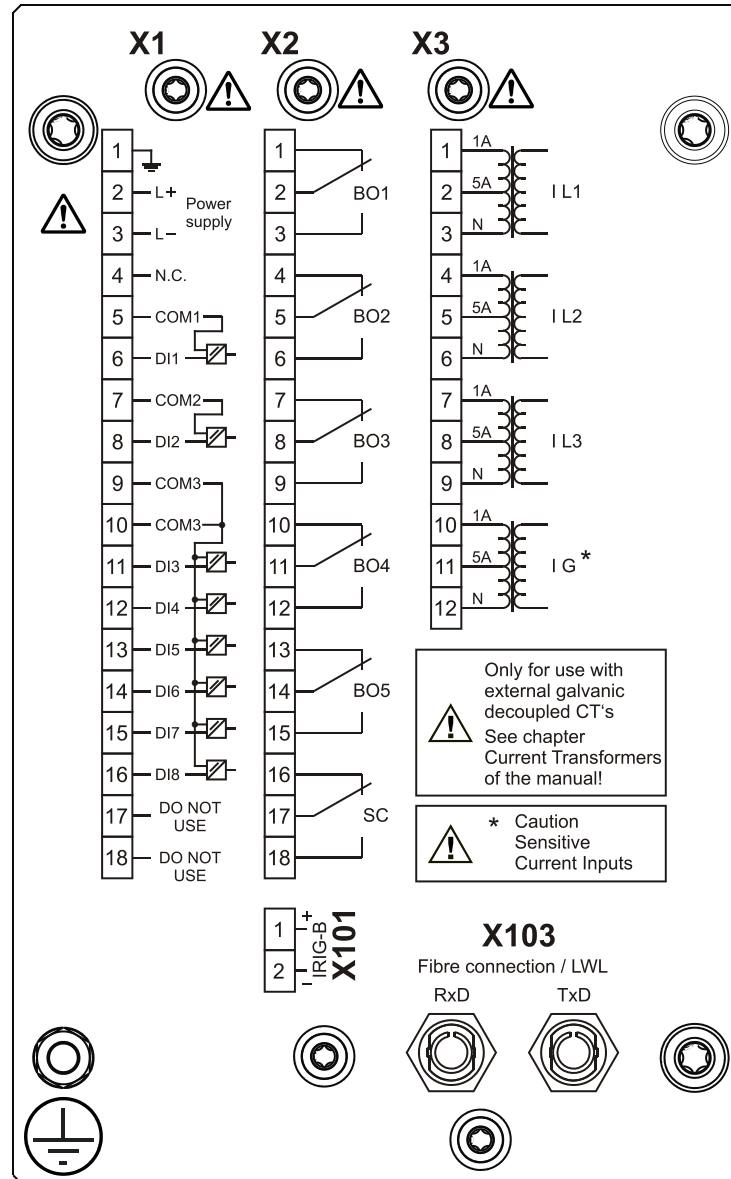 X1
X2
X3
1
2 L+
Power
supply
3 L–
4 N.C.
5 COM1
6 DI1
7 COM2
8 DI2
9 COM3
10 COM3
11 DI3
12 DI4
13 DI5
14 DI6
15 DI7
16 DI8
17 DO NOT
USE
18 DO NOT
USE
1
2 BO1
3
4
5 BO2
6
7
8 BO3
9
10
11 BO4
12
13
14 BO5
15
16
17 SC
18
1 1A
2 5A I L1
3 N
4 1A
5 5A I L2
6 N
7 1A
8 5A I L3
9 N
10 1A
11 5A I G*
12 N
Only for use with
external galvanic
decoupled CT‘s
See chapter
Current Transformers
of the manual!
* Caution
Sensitive
Current Inputs
1 +
2 –
IRIG-B
X101
X103
Fibre connection / LWL
RxD TxD